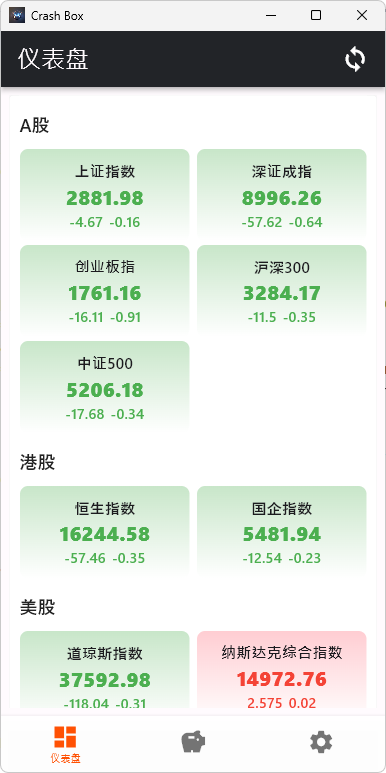 Crash Box
仪表盘
A股
上证指数
2881.98
-4.67 -0.16
深证成指
8996.26
-57.62 -0.64
创业板指
1761.16
-16.11 -0.91
沪深300
3284.17
-11.5 -0.35
中证500
5206.18
-17.68 -0.34
港股
恒生指数
16244.58
-57.46 -0.35
国企指数
5481.94
-12.54 -0.23
美股
道琼斯指数
37592.98
-118.04 -0.31
纳斯达克综合指数
14972.76
2.575 0.02
仪表盘